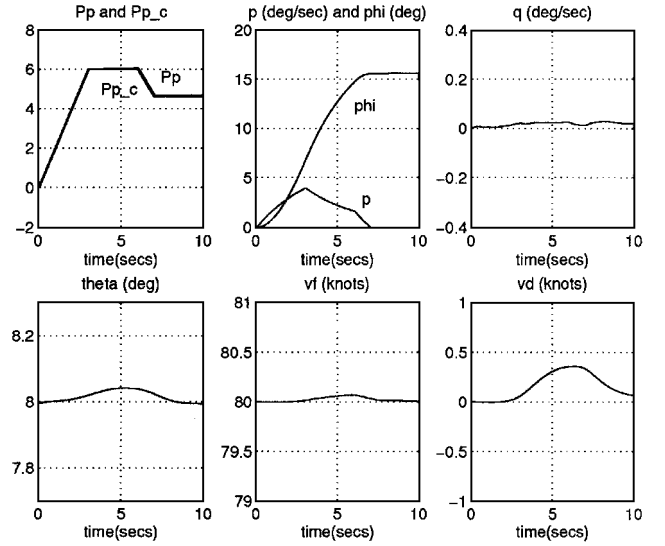 Pp and Pp_c
8
6
4
2
0
−2
0
5
10
time(secs)
Pp_c
Pp
p (deg/sec) and phi (deg)
20
15
10
5
0
0
5
10
time(secs)
phi
p
q (deg/sec)
0.4
0.2
0
−0.2
−0.4
0
5
10
time(secs)
theta (deg)
8.2
8
7.8
0
5
10
time(secs)
vf (knots)
81
80.5
80
79.5
79
0
5
10
time(secs)
vd (knots)
1
0.5
0
−0.5
−1
0
5
10
time(secs)